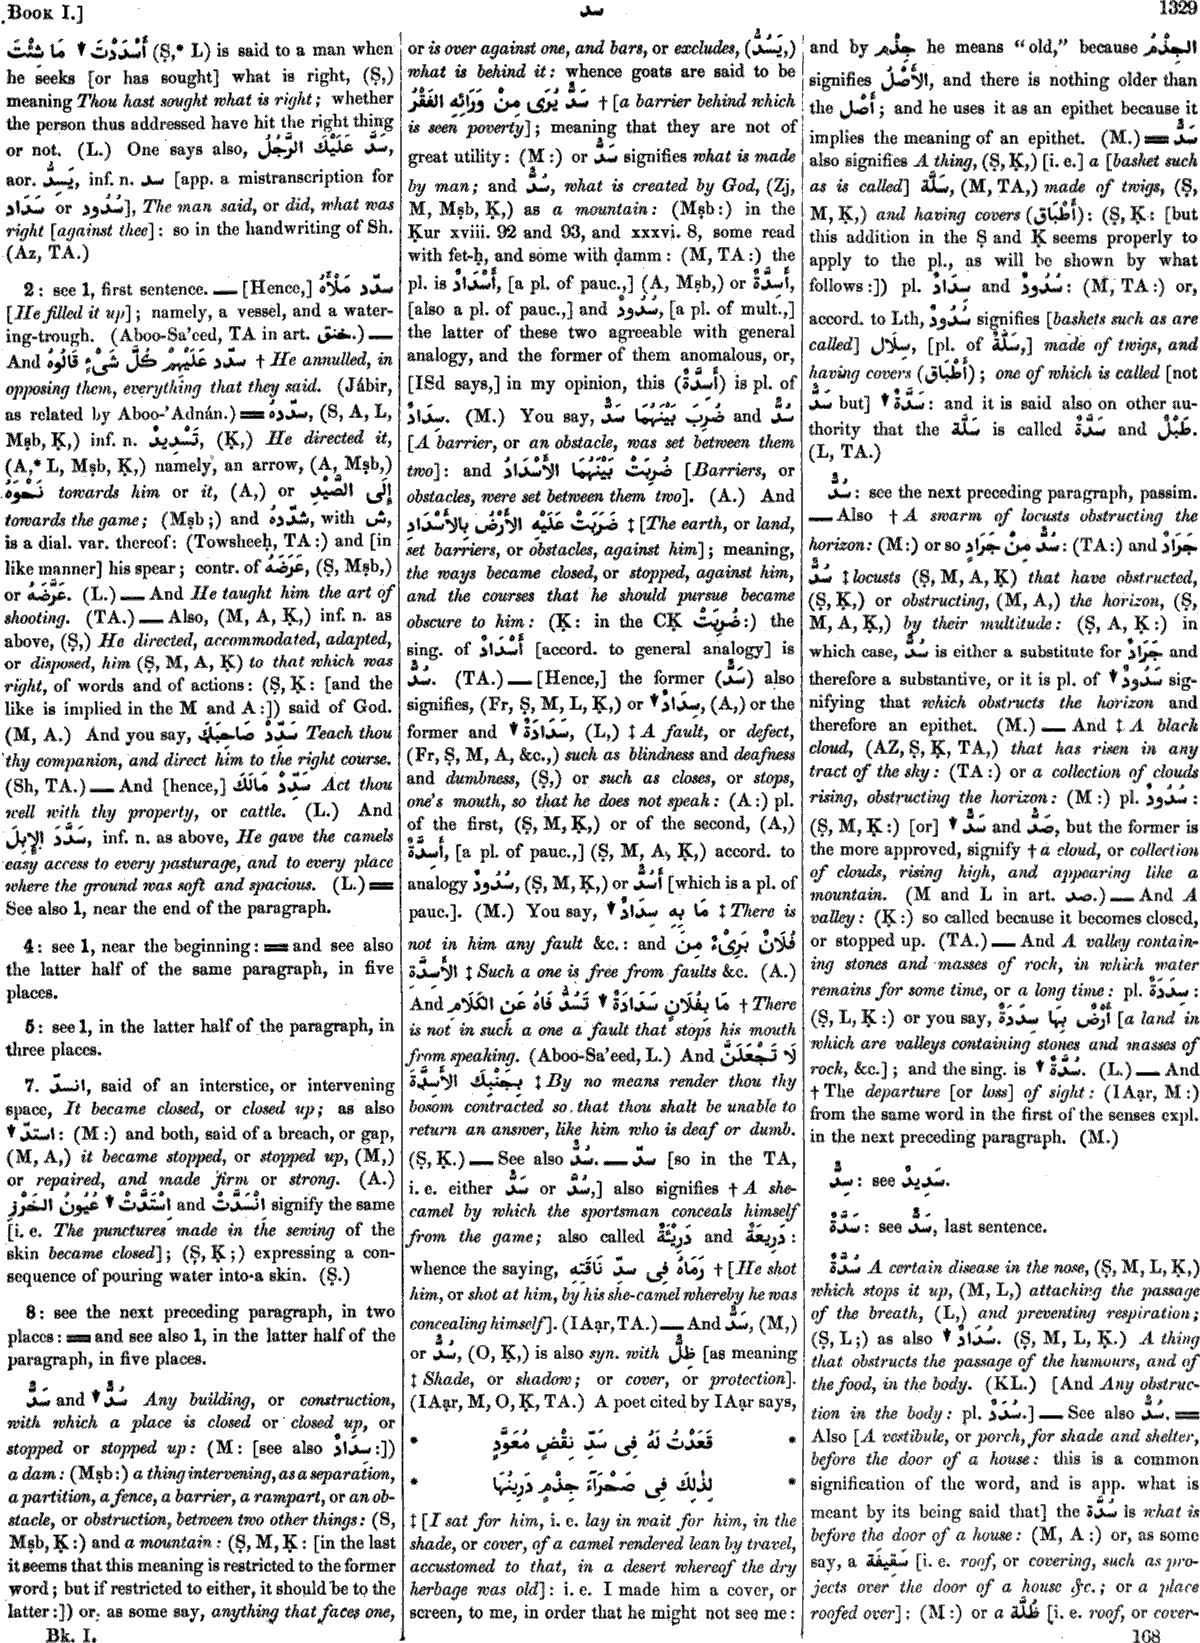 Book I.]
سد
1329
أَسْدَدْتَ ▾ مَا شِئْتَ (Ṣ,* L) is said to a man when
he seeks [or has sought] what is right, (Ṣ,)
meaning Thou hast sought what is right; whether
the person thus addressed have hit the right thing
or not. (L.) One says also, سَدَّ عَلَيْكَ الرَّجُلُ,
aor. يَسِدُّ, inf. n. سد [app. a mistranscription for
سَدَاد or سُدُود], The man said, or did, what was
right [against thee]: so in the handwriting of Sh.
(Az, TA.)
2: see 1, first sentence. — [Hence,] سدّد مَلْأَهُ
[He filled it up]; namely, a vessel, and a water-
ing-trough. (Aboo-Sa'eed, TA in art. خنق.) —
And سدّد عَلَيْهِمْ كُلَّ شَىْءٍ قَالُوهُ † He annulled, in
opposing them, everything that they said. (Jábir,
as related by Aboo-'Adnán.) ═ سدّدهُ, (S, A, L,
Mṣb, Ḳ,) inf. n. تَسْدِيدٌ, (Ḳ,) He directed it,
(A,* L, Mṣb, Ḳ,) namely, an arrow, (A, Mṣb,)
نَحْوَهُ towards him or it, (A,) or إِلَى الصَّيْدِ
towards the game; (Mṣb;) and شدّدهُ, with ش,
is a dial. var. thereof: (Towsheeḥ, TA:) and [in
like manner] his spear; contr. of عَرَضَهُ, (Ṣ, Mṣb,)
or عَرَّضَهُ. (L.) — And He taught him the art of
shooting. (TA.) — Also, (M, A, Ḳ,) inf. n. as
above, (Ṣ,) He directed, accommodated, adapted,
or disposed, him (Ṣ, M, A, Ḳ) to that which was
right, of words and of actions: (Ṣ, Ḳ: [and the
like is implied in the M and A:]) said of God.
(M, A.) And you say, سَدِّدْ صَاحِبَكَ Teach thou
thy companion, and direct him to the right course.
(Sh, TA.) — And [hence,] سَدِّدْ مَالَكَ Act thou
well with thy property, or cattle. (L.) And
سَدَّدَ الإِبِلَ, inf. n. as above, He gave the camels
easy access to every pasturage, and to every place
where the ground was soft and spacious. (L.) ═
See also 1, near the end of the paragraph.
4: see 1, near the beginning: ═ and see also
the latter half of the same paragraph, in five
places.
5: see 1, in the latter half of the paragraph, in
three places.
7. انسدّ, said of an interstice, or intervening
space, It became closed, or closed up; as also
▾ استدّ: (M:) and both, said of a breach, or gap,
(M, A,) it became stopped, or stopped up, (M,)
or repaired, and made firm or strong. (A.)
انْسَدَّتْ and ▾ اسْتَدَّتْ عُيُونُ الخَرْزِ signify the same
[i. e. The punctures made in the sewing of the
skin became closed]; (Ṣ, Ḳ;) expressing a con-
sequence of pouring water into a skin. (Ṣ.)
8: see the next preceding paragraph, in two
places: ═ and see also 1, in the latter half of the
paragraph, in five places.
سَدٌّ and ▾ سُدٌّ Any building, or construction,
with which a place is closed or closed up, or
stopped or stopped up: (M: [see also سِدَادٌ:])
a dam: (Mṣb:) a thing intervening, as a separation,
a partition, a fence, a barrier, a rampart, or an ob-
stacle, or obstruction, between two other things: (S,
Mṣb, Ḳ:) and a mountain: (Ṣ, M, Ḳ: [in the last
it seems that this meaning is restricted to the former
word; but if restricted to either, it should be to the
latter:]) or, as some say, anything that faces one,
Bk. I.
or is over against one, and bars, or excludes, (يَسُدُّ,)
what is behind it: whence goats are said to be
سَدٌّ يُرَى مِنْ وَرَائِهِ الفَقْرُ † [a barrier behind which
is seen poverty]; meaning that they are not of
great utility: (M:) or سَدٌّ signifies what is made
by man; and سُدٌّ, what is created by God, (Zj,
M, Mṣb, Ḳ,) as a mountain: (Mṣb:) in the
Ḳur xviii. 92 and 93, and xxxvi. 8, some read
with fet-ḥ, and some with ḍamm: (M, TA:) the
pl. is أَسْدَادٌ, [a pl. of pauc.,] (A, Mṣb,) or أَسِدَّةٌ,
[also a pl. of pauc.,] and سُدُودٌ, [a pl. of mult.,]
the latter of these two agreeable with general
analogy, and the former of them anomalous, or,
[ISd says,] in my opinion, this (أَسِدَّةٌ) is pl. of
سِدَادٌ. (M.) You say, ضُرِبَ بَيْنَهُمَا سَدٌّ and سُدٌّ
[A barrier, or an obstacle, was set between them
two]: and ضُرِبَتْ بَيْنَهُمَا الأَسْدَادُ [Barriers, or
obstacles, were set between them two]. (A.) And
ضَرَبَتْ عَلَيْهِ الأَرْضُ بِالأَسْدَادِ ‡ [The earth, or land,
set barriers, or obstacles, against him]; meaning,
the ways became closed, or stopped, against him,
and the courses that he should pursue became
obscure to him: (Ḳ: in the CḲ ضُرِبَتْ:) the
sing. of أَسْدَادٌ [accord. to general analogy] is
سُدٌّ. (TA.) — [Hence,] the former (سَدٌّ) also
signifies, (Fr, Ṣ, M, L, Ḳ,) or ▾ سِدَادٌ, (A,) or the
former and ▾ سَدَادَةٌ, (L,) ‡ A fault, or defect,
(Fr, Ṣ, M, A, &c.,) such as blindness and deafness
and dumbness, (Ṣ,) or such as closes, or stops,
one's mouth, so that he does not speak: (A:) pl.
of the first, (Ṣ, M, Ḳ,) or of the second, (A,)
أَسِدَّةٌ, [a pl. of pauc.,] (Ṣ, M, A, Ḳ,) accord. to
analogy سُدُودٌ, (Ṣ, M, Ḳ,) or أَسُدٌّ [which is a pl. of
pauc.]. (M.) You say, ▾ مَا بِهِ سِدَادٌ ‡ There is
not in him any fault &c.: and فُلَانٌ بَرِىْءٌ مِنَ
الأَسِدَّةِ ‡ Such a one is free from faults &c. (A.)
And مَا بِفُلَانٍ سَدَادَةٌ ▾ تَسُدُّ فَاهُ عَنِ الكَلَامِ † There
is not in such a one a fault that stops his mouth
from speaking. (Aboo-Sa'eed, L.) And لَا تَجْعَلَنَّ
بِجَنْبِكَ الأَسِدَّةَ ‡ By no means render thou thy
bosom contracted so that thou shalt be unable to
return an answer, like him who is deaf or dumb.
(Ṣ, Ḳ.) — See also سُدٌّ. — سدّ [so in the TA,
i. e. either سَدٌّ or سُدٌّ,] also signifies † A she-
camel by which the sportsman conceals himself
from the game; also called دَرِيْئَةٌ and ذَرِيعَةٌ:
whence the saying, رَمَاهُ فِى سدّ نَاقَتِهِ † [He shot
him, or shot at him, by his she-camel whereby he was
concealing himself]. (IAạr, TA.) — And سَدٌّ, (M,)
or سُدٌّ, (O, Ḳ,) is also syn. with ظِلٌّ [as meaning
‡ Shade, or shadow; or cover, or protection].
(IAạr, M, O, Ḳ, TA.) A poet cited by IAạr says,
* قَعَدْتُ لَهُ فِى سَدِّ نِقْضٍ مُعَوَّدٍ *
* لِذٰلِكَ فِى صَحْرَآءَ جِذْمٍ دَرِينُهَا *
‡ [I sat for him, i. e. lay in wait for him, in the
shade, or cover, of a camel rendered lean by travel,
accustomed to that, in a desert whereof the dry
herbage was old]: i. e. I made him a cover, or
screen, to me, in order that he might not see me:
and by جِذْمٍ he means "old," because الجِذْمُ
signifies الأَصْلُ, and there is nothing older than
the أَصْل; and he uses it as an epithet because it
implies the meaning of an epithet. (M.) ═ سَدٌّ
also signifies A thing, (Ṣ, Ḳ,) [i. e.] a [basket such
as is called] سَلَّة, (M, TA,) made of twigs, (Ṣ,
M, Ḳ,) and having covers (أَطْبَاق): (Ṣ, Ḳ: [but
this addition in the Ṣ and Ḳ seems properly to
apply to the pl., as will be shown by what
follows:]) pl. سِدَادٌ and سُدُودٌ: (M, TA:) or,
accord. to Lth, سُدُودٌ signifies [baskets such as are
called] سِلَال, [pl. of سَلَّةٌ,] made of twigs, and
having covers (أَطْبَاق); one of which is called [not
سَدٌّ but] ▾ سَدَّةٌ: and it is said also on other au-
thority that the سَلَّة is called سَدَّةٌ and طَبْلٌ.
(L, TA.)
سُدٌّ: see the next preceding paragraph, passim.
— Also † A swarm of locusts obstructing the
horizon: (M:) or so سُدٌّ مِنْ جَرَادٍ: (TA:) and جَرَادٌ
سُدٌّ ‡ locusts (Ṣ, M, A, Ḳ) that have obstructed,
(Ṣ, Ḳ,) or obstructing, (M, A,) the horizon, (Ṣ,
M, A, Ḳ,) by their multitude: (Ṣ, A, Ḳ:) in
which case, سُدٌّ is either a substitute for جَرَادٌ and
therefore a substantive, or it is pl. of ▾ سَدُودٌ sig-
nifying that which obstructs the horizon and
therefore an epithet. (M.) — And ‡ A black
cloud, (AZ, Ṣ, Ḳ, TA,) that has risen in any
tract of the sky: (TA:) or a collection of clouds
rising, obstructing the horizon: (M:) pl. سُدُودٌ:
(Ṣ, M, Ḳ:) [or] ▾ سَدٌّ and صَدٌّ, but the former is
the more approved, signify † a cloud, or collection
of clouds, rising high, and appearing like a
mountain. (M and L in art. صد.) — And A
valley: (Ḳ:) so called because it becomes closed,
or stopped up. (TA.) — And A valley contain-
ing stones and masses of rock, in which water
remains for some time, or a long time: pl. سِدَدَةٌ:
(Ṣ, L, Ḳ:) or you say, أَرْضٌ بِهَا سِدَدَةٌ [a land in
which are valleys containing stones and masses of
rock, &c.]; and the sing. is ▾ سُدَّةٌ. (L.) — And
† The departure [or loss] of sight: (IAạr, M:)
from the same word in the first of the senses expl.
in the next preceding paragraph. (M.)
سِدٌّ: see سَدِيدٌ.
سَدَّةٌ: see سَدٌّ, last sentence.
سُدَّةٌ A certain disease in the nose, (Ṣ, M, L, Ḳ,)
which stops it up, (M, L,) attacking the passage
of the breath, (L,) and preventing respiration;
(Ṣ, L;) as also ▾ سُدَادٌ. (Ṣ, M, L, Ḳ.) A thing
that obstructs the passage of the humours, and of
the food, in the body. (KL.) [And Any obstruc-
tion in the body: pl. سُدَدٌ.] — See also سُدٌّ. ═
Also [A vestibule, or porch, for shade and shelter,
before the door of a house: this is a common
signification of the word, and is app. what is
meant by its being said that] the سُدَّة is what is
before the door of a house: (M, A:) or, as some
say, a سَقِيفَة [i. e. roof, or covering, such as pro-
jects over the door of a house &c.; or a place
roofed over]: (M:) or a ظُلَّة [i. e. roof, or cover-
168